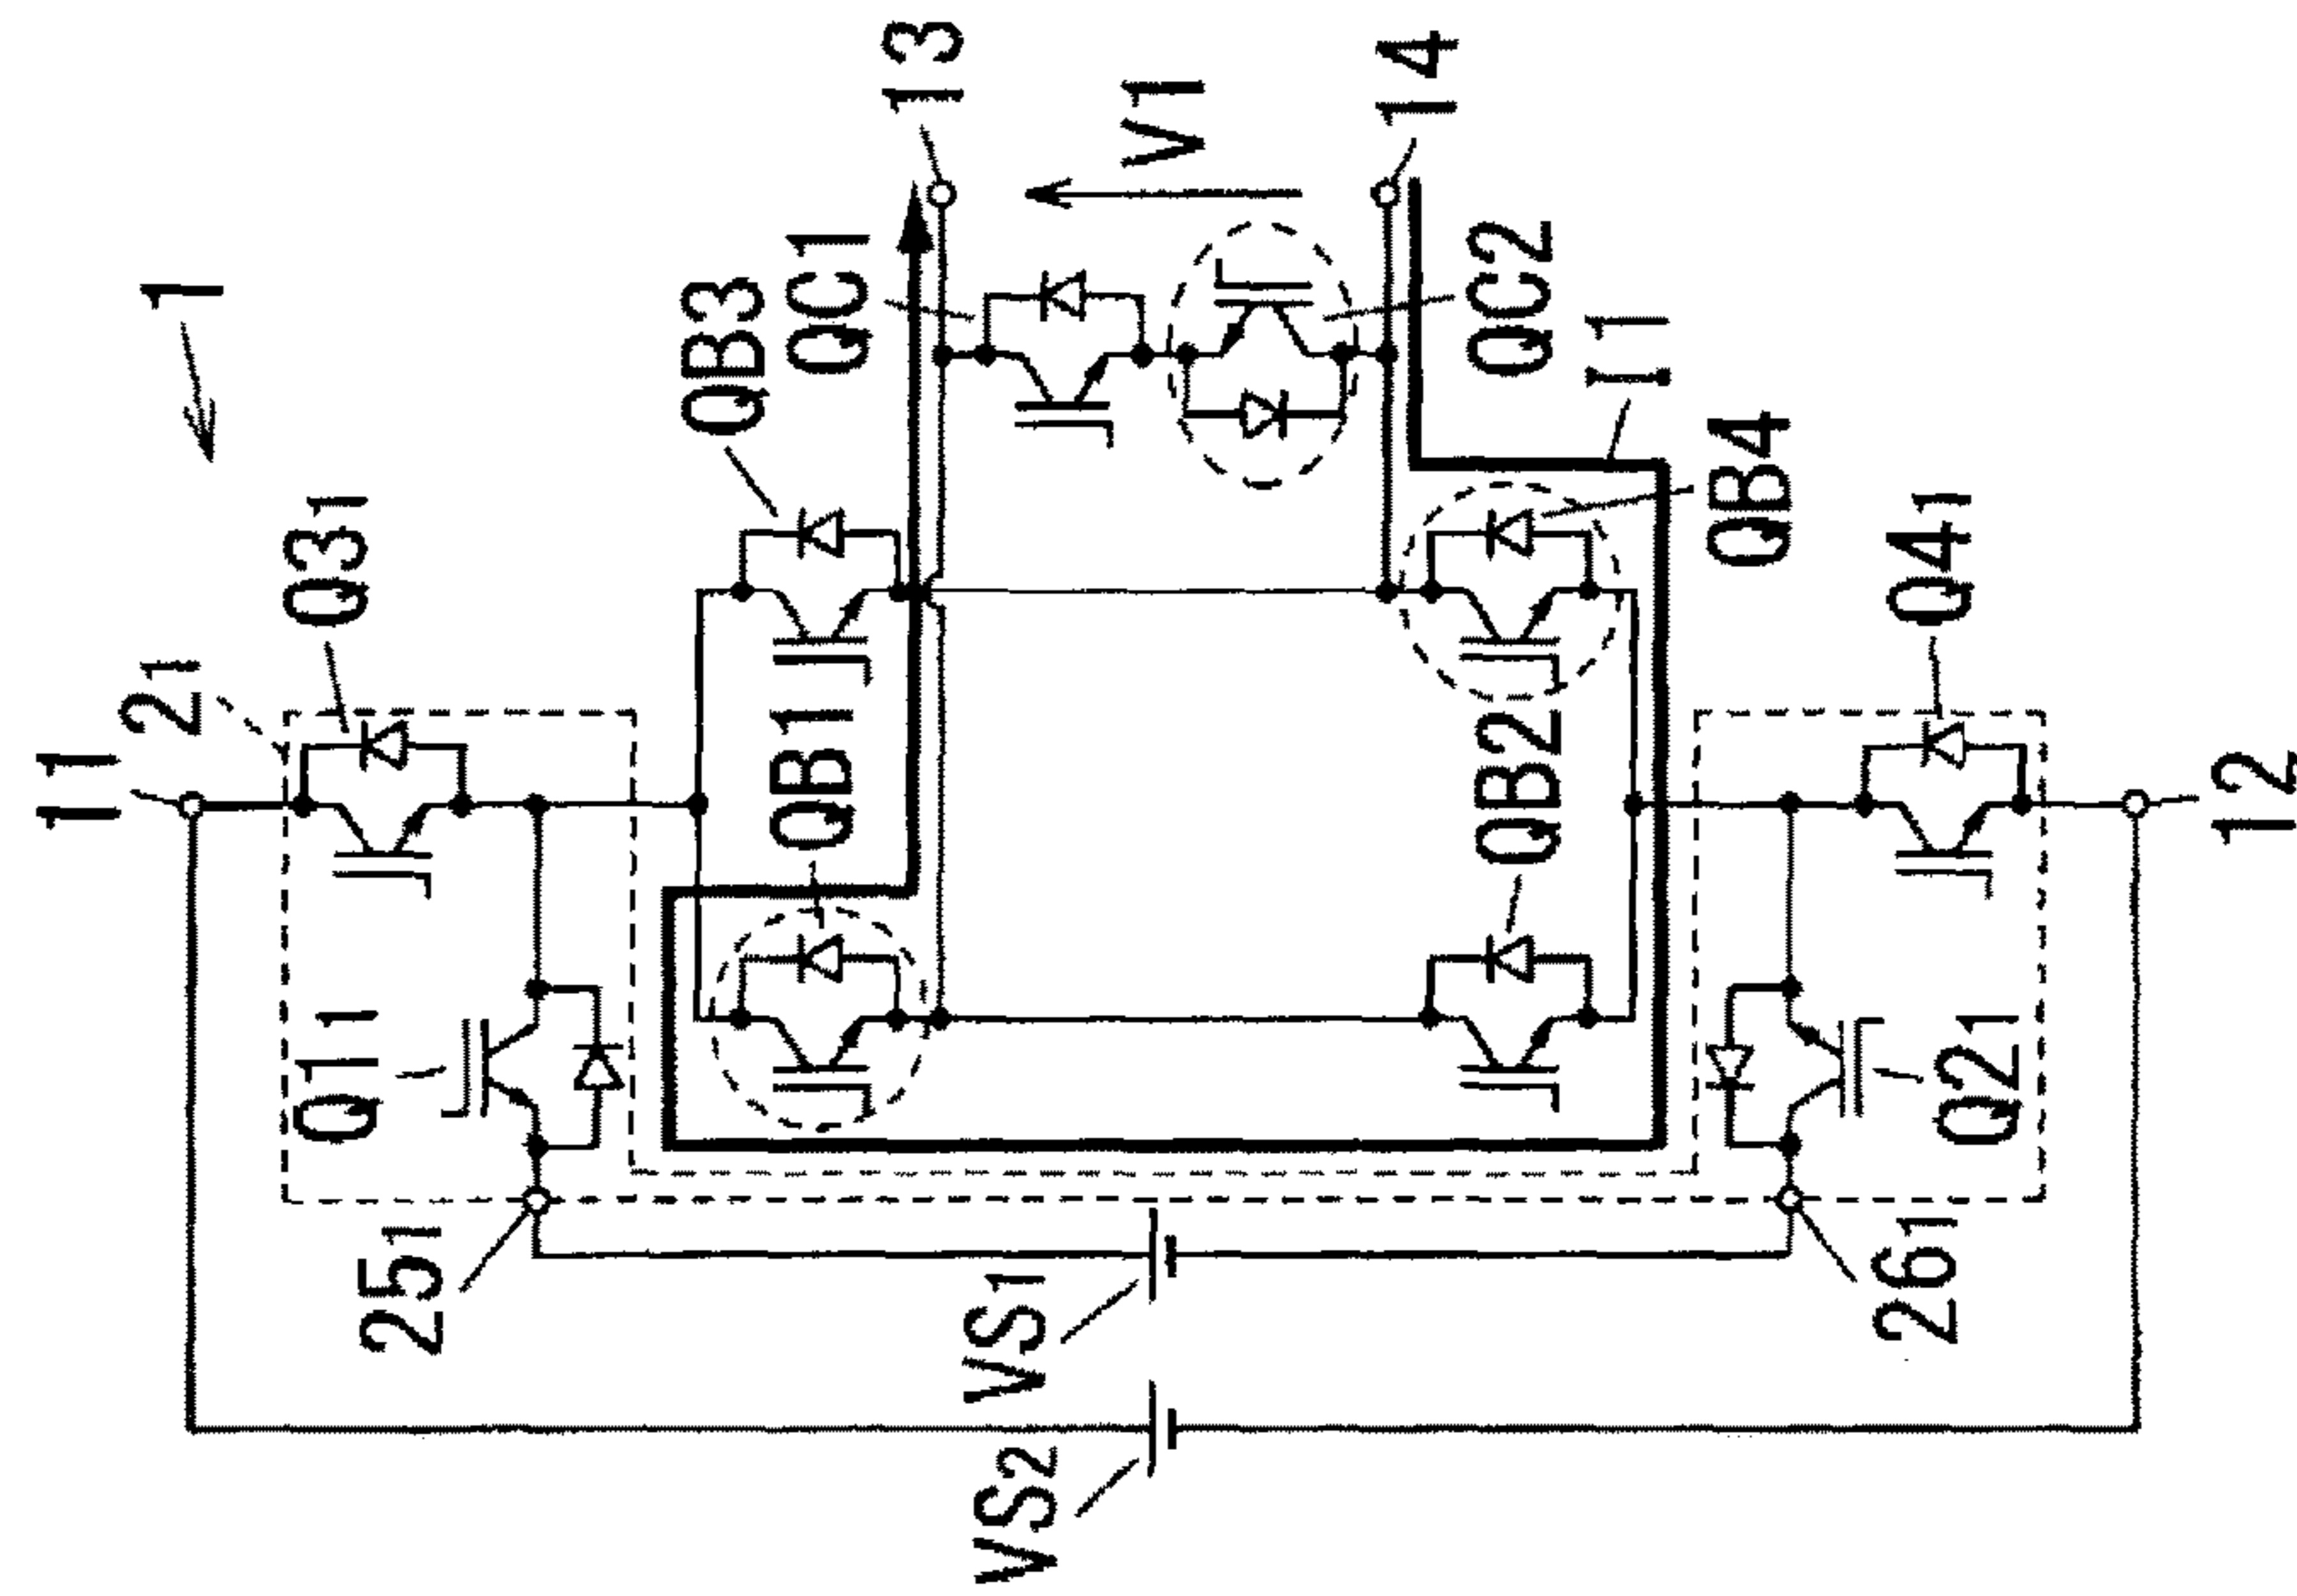 11
2₁
1
Q3₁
Q1₁
25₁
QB3
QB1
QC1
13
VS₁
VS₂
V1
14
QC2
QB2
I1
QB4
26₁
Q4₁
Q2₁
12